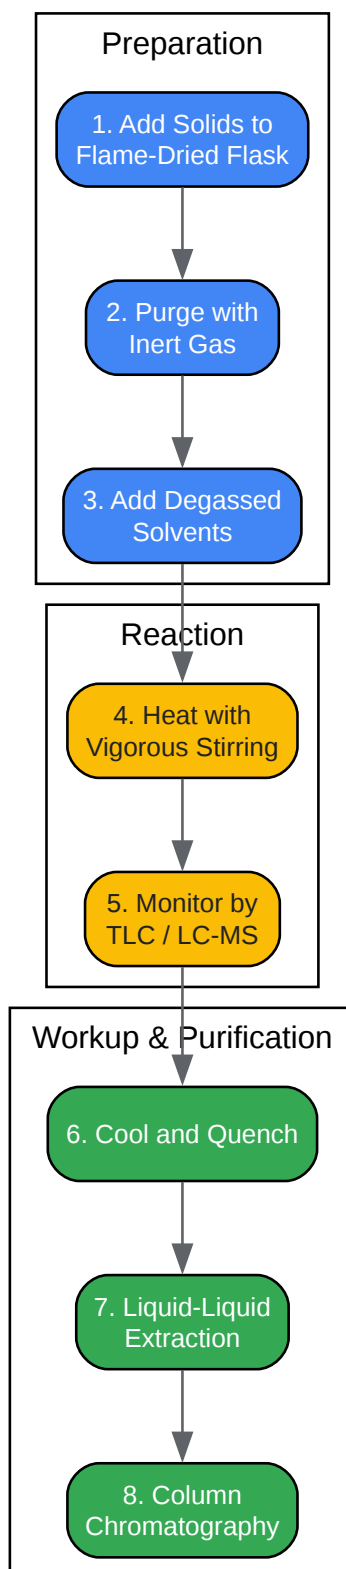 Preparation
1. Add Solids to
Flame-Dried Flask
2. Purge with
Inert Gas
3. Add Degassed
Solvents
Reaction
4. Heat with
Vigorous Stirring
5. Monitor by
TLC / LC-MS
Workup & Purification
6. Cool and Quench
7. Liquid-Liquid
Extraction
8. Column
Chromatography